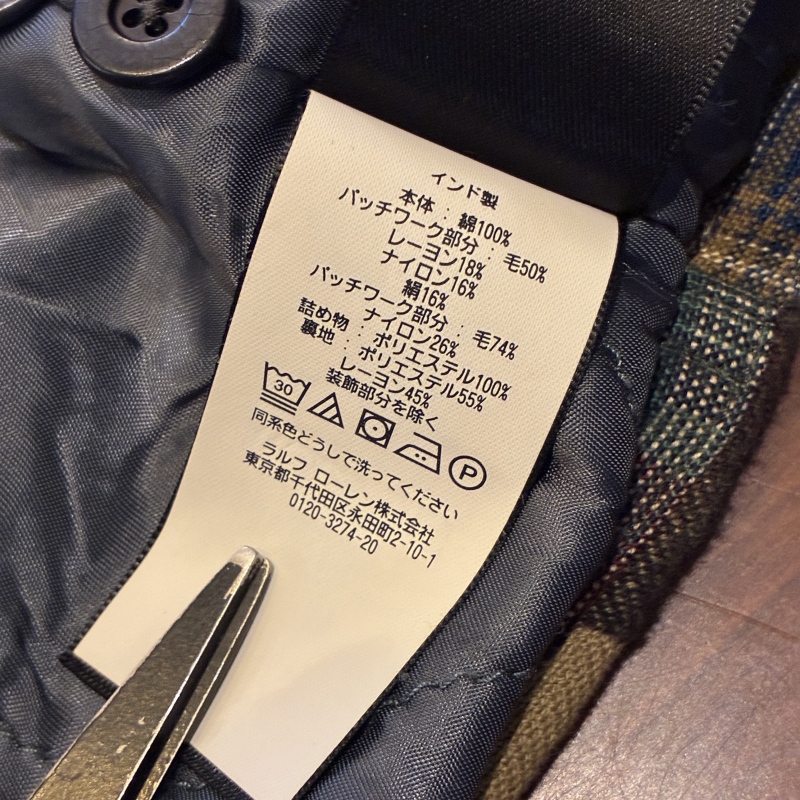 インド製
本体 : 綿100%
パッチワーク部分 : 毛50%
レーヨン18%
ナイロン16%
絹16%
パッチワーク部分 : 毛74%
ナイロン26%
詰め物 : ポリエステル100%
裏地 : ポリエステル55%
レーヨン45%
装飾部分を除く
30 P
同系色どうしで洗ってください
ラルフ ローレン株式会社
東京都千代田区永田町2-10-1
0120-3274-20